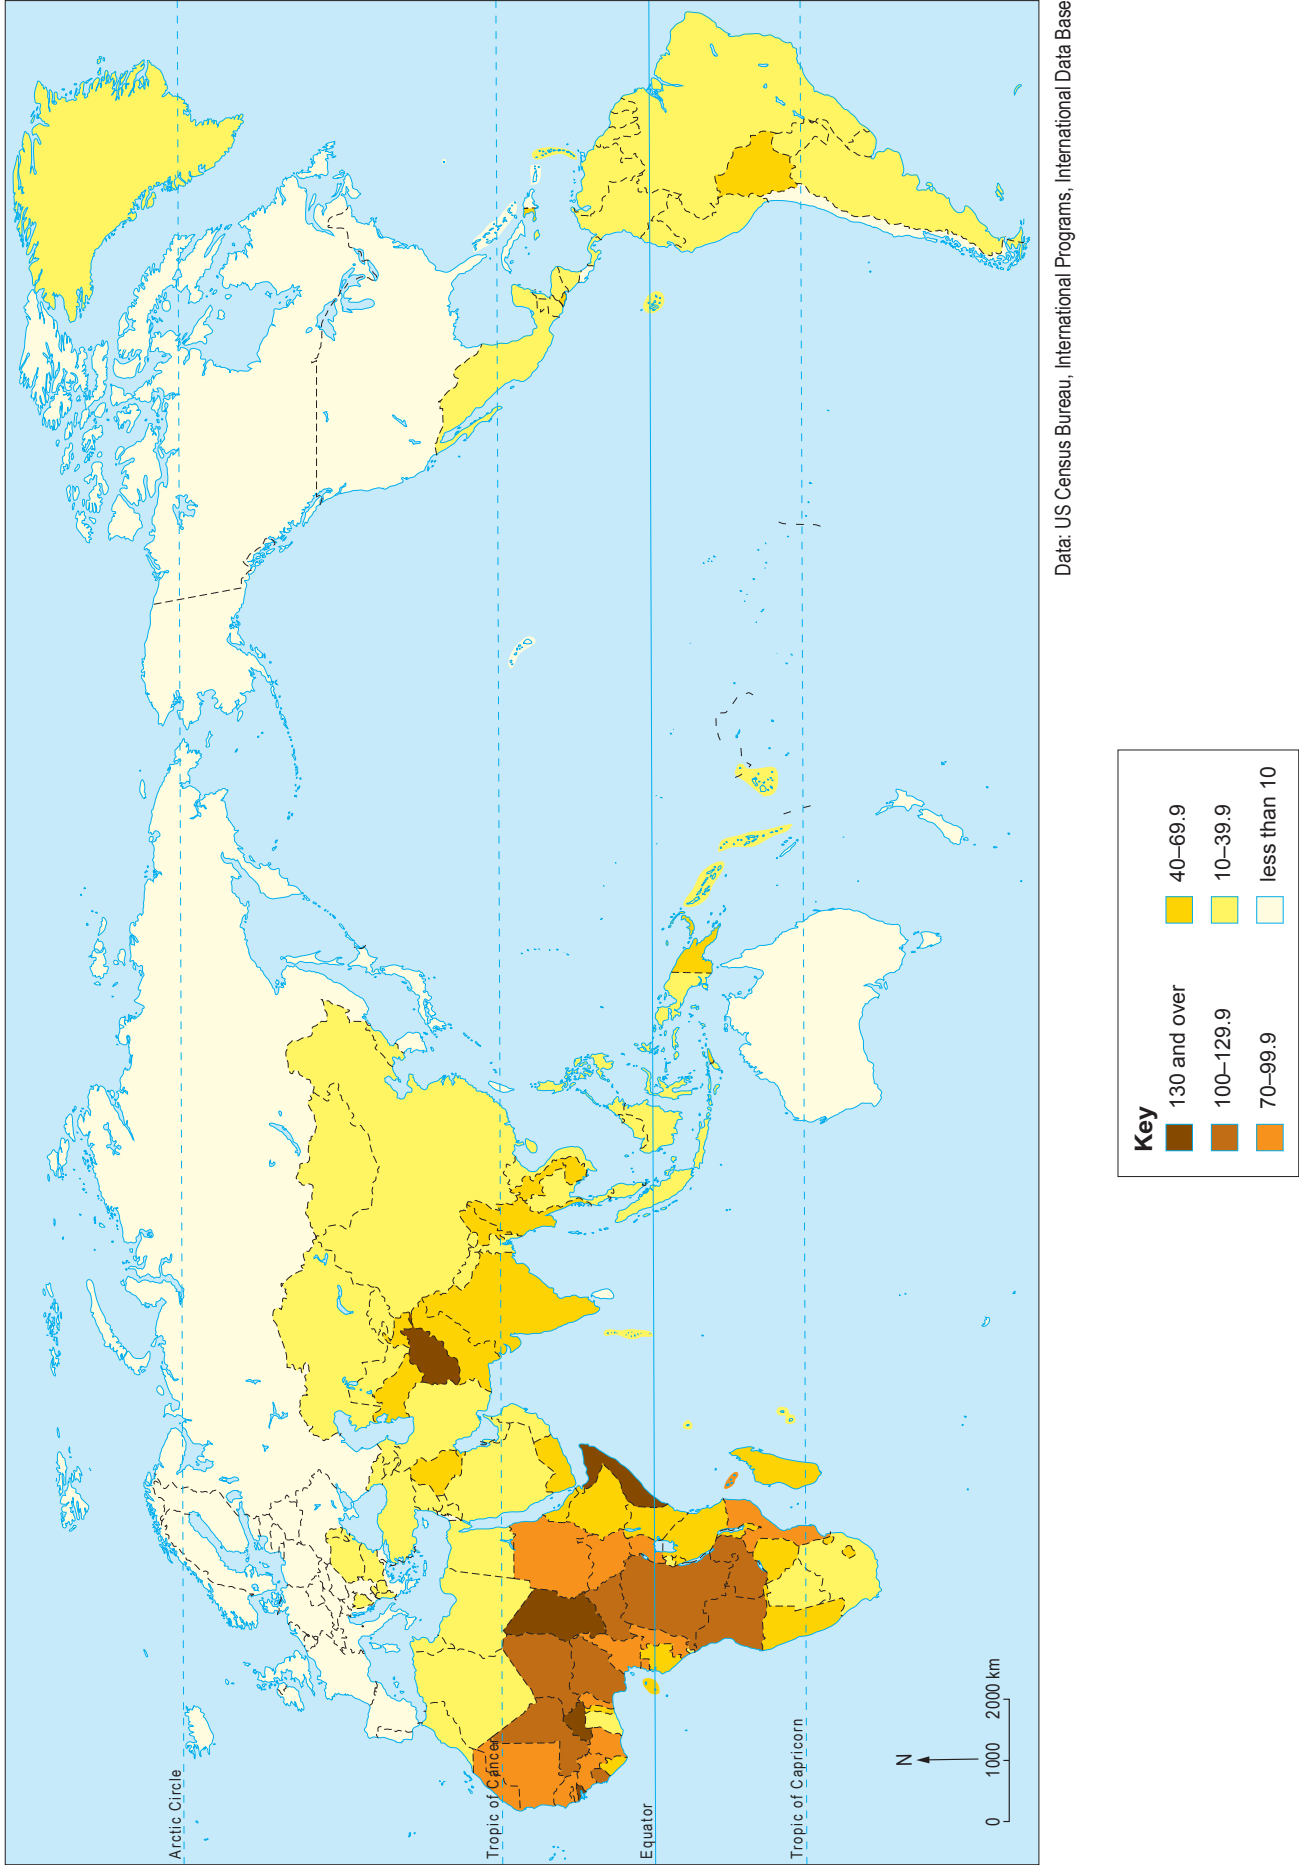 Arctic Circle
Tropic of Cancer
Equator
Tropic of Capricorn
N
0 1000 2000 km
Data: US Census Bureau, International Programs, International Data Base
Key
130 and over
100–129.9
70–99.9
40–69.9
10–39.9
less than 10